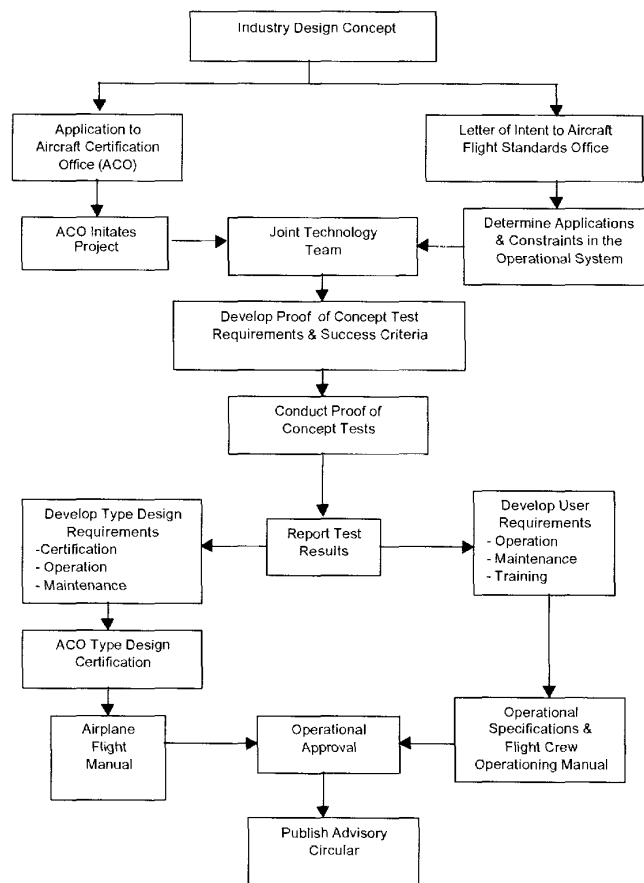 Industry Design Concept
Application to
Aircraft Certification
Office (ACO)
Letter of Intent to Aircraft
Flight Standards Office
ACO Initates
Project
Joint Technology
Team
Determine Applications
& Constraints in the
Operational System
Develop Proof of Concept Test
Requirements & Success Criteria
Conduct Proof of
Concept Tests
Develop Type Design
Requirements
-Certification
- Operation
- Maintenance
Report Test
Results
Develop User
Requirements
- Operation
- Maintenance
- Training
ACO Type Design
Certification
Airplane
Flight
Manual
Operational
Approval
Operational
Specifications &
Flight Crew
Operationing Manual
Publish Advisory
Circular